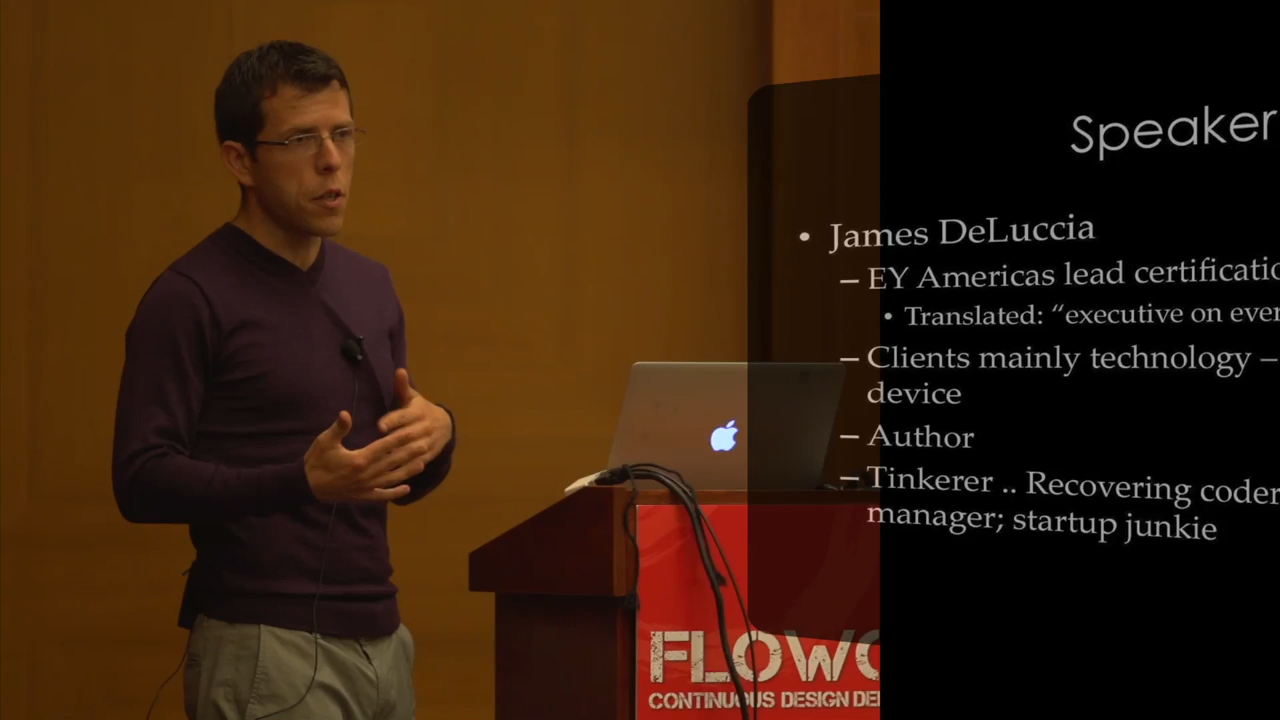 Speaker
• James DeLuccia
– EY Americas lead certificatio
• Translated: “executive on ever
– Clients mainly technology –
device
– Author
– Tinkerer .. Recovering coder
manager; startup junkie
FLOWC
CONTINUOUS DESIGN DEL